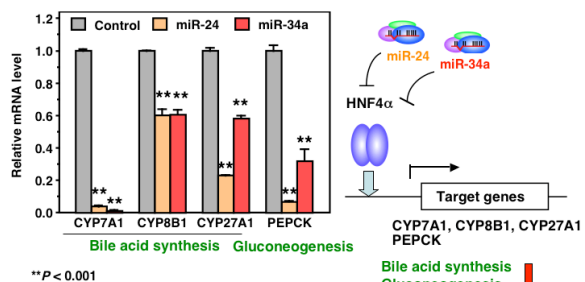 Relative mRNA level
1.2
1.0
0.8
0.6
0.4
0.2
0.0
Control miR-24 miR-34a
** **
** **
** **
** **
CYP7A1 CYP8B1 CYP27A1 PEPCK
Bile acid synthesis Gluconeogenesis
**P < 0.001
miR-24
miR-34a
HNF4α
Target genes
CYP7A1, CYP8B1, CYP27A1
PEPCK
Bile acid synthesis
Gluconeogenesis